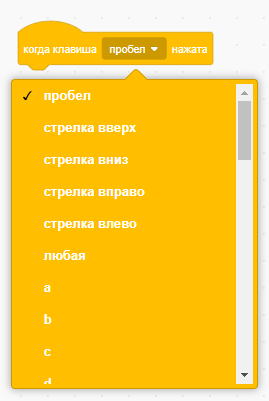 когда клавиша пробел нажата
✓ пробел
стрелка вверх
стрелка вниз
стрелка вправо
стрелка влево
любая
a
b
c
d